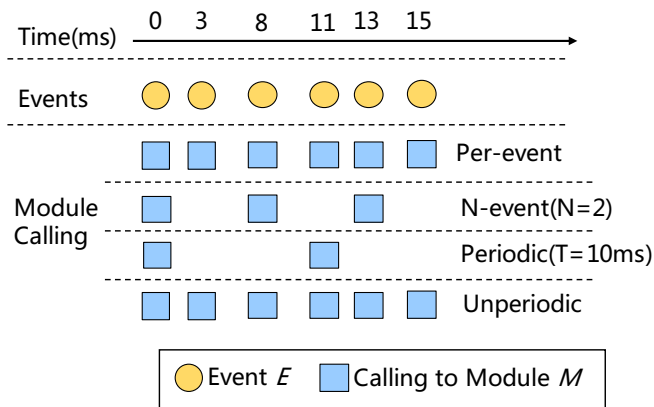 Time(ms) 0 3 8 11 13 15
Events
Per-event
Module
Calling
N-event(N=2)
Periodic(T=10ms)
Unperiodic
Event E Calling to Module M